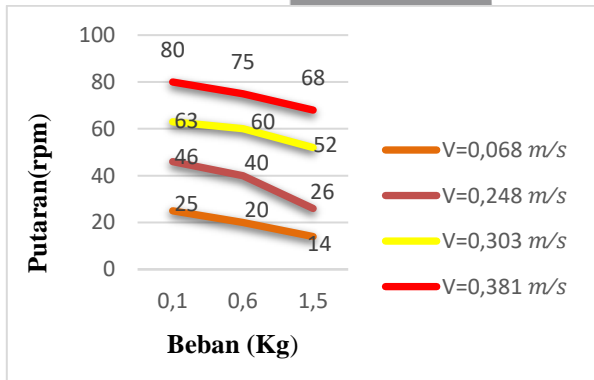 100
80
60
40
20
0
80
75
68
63
60
52
46
40
26
25
20
14
0,1 0,6 1,5
Putaran(rpm)
Beban (Kg)
V=0,068 m/s
V=0,248 m/s
V=0,303 m/s
V=0,381 m/s